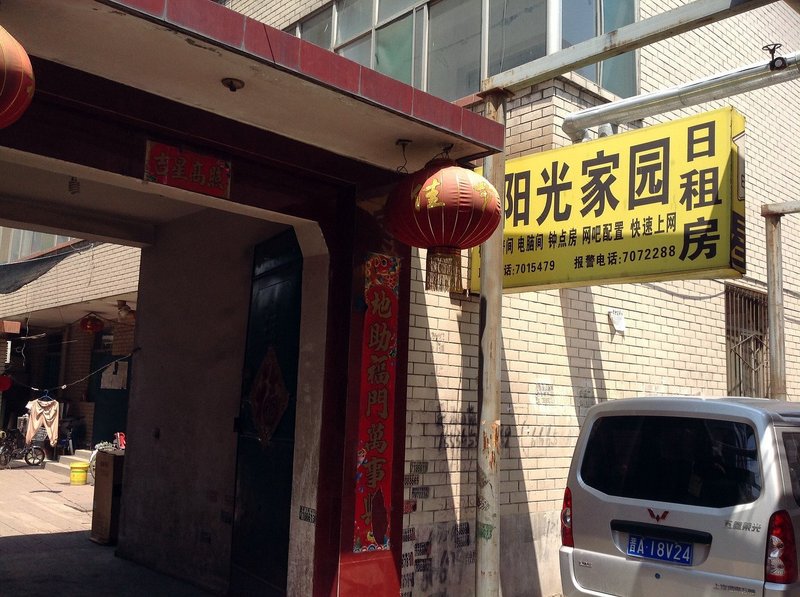 吉星高照
佳
阳光家园
日租房
间 电脑间 钟点房 网吧配置 快速上网
话:7015479 报警电话:7072288
地助福門萬事
五菱荣光
晋A·18V24